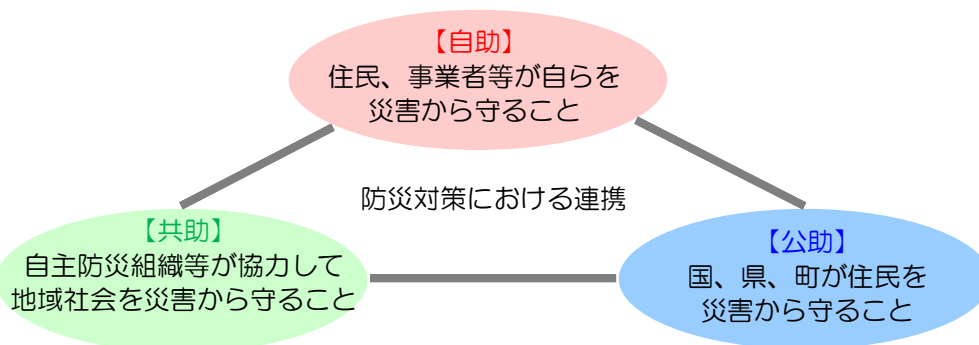 【自助】
住民、事業者等が自らを
災害から守ること
防災対策における連携
【共助】
自主防災組織等が協力して
地域社会を災害から守ること
【公助】
国、県、町が住民を
災害から守ること